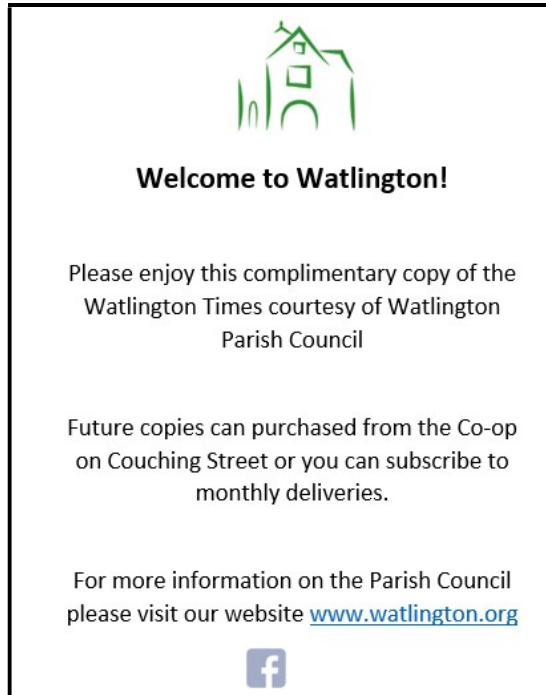 Welcome to Watlington!
Please enjoy this complimentary copy of the
Watlington Times courtesy of Watlington
Parish Council
Future copies can purchased from the Co-op
on Couching Street or you can subscribe to
monthly deliveries.
For more information on the Parish Council
please visit our website www.watlington.org